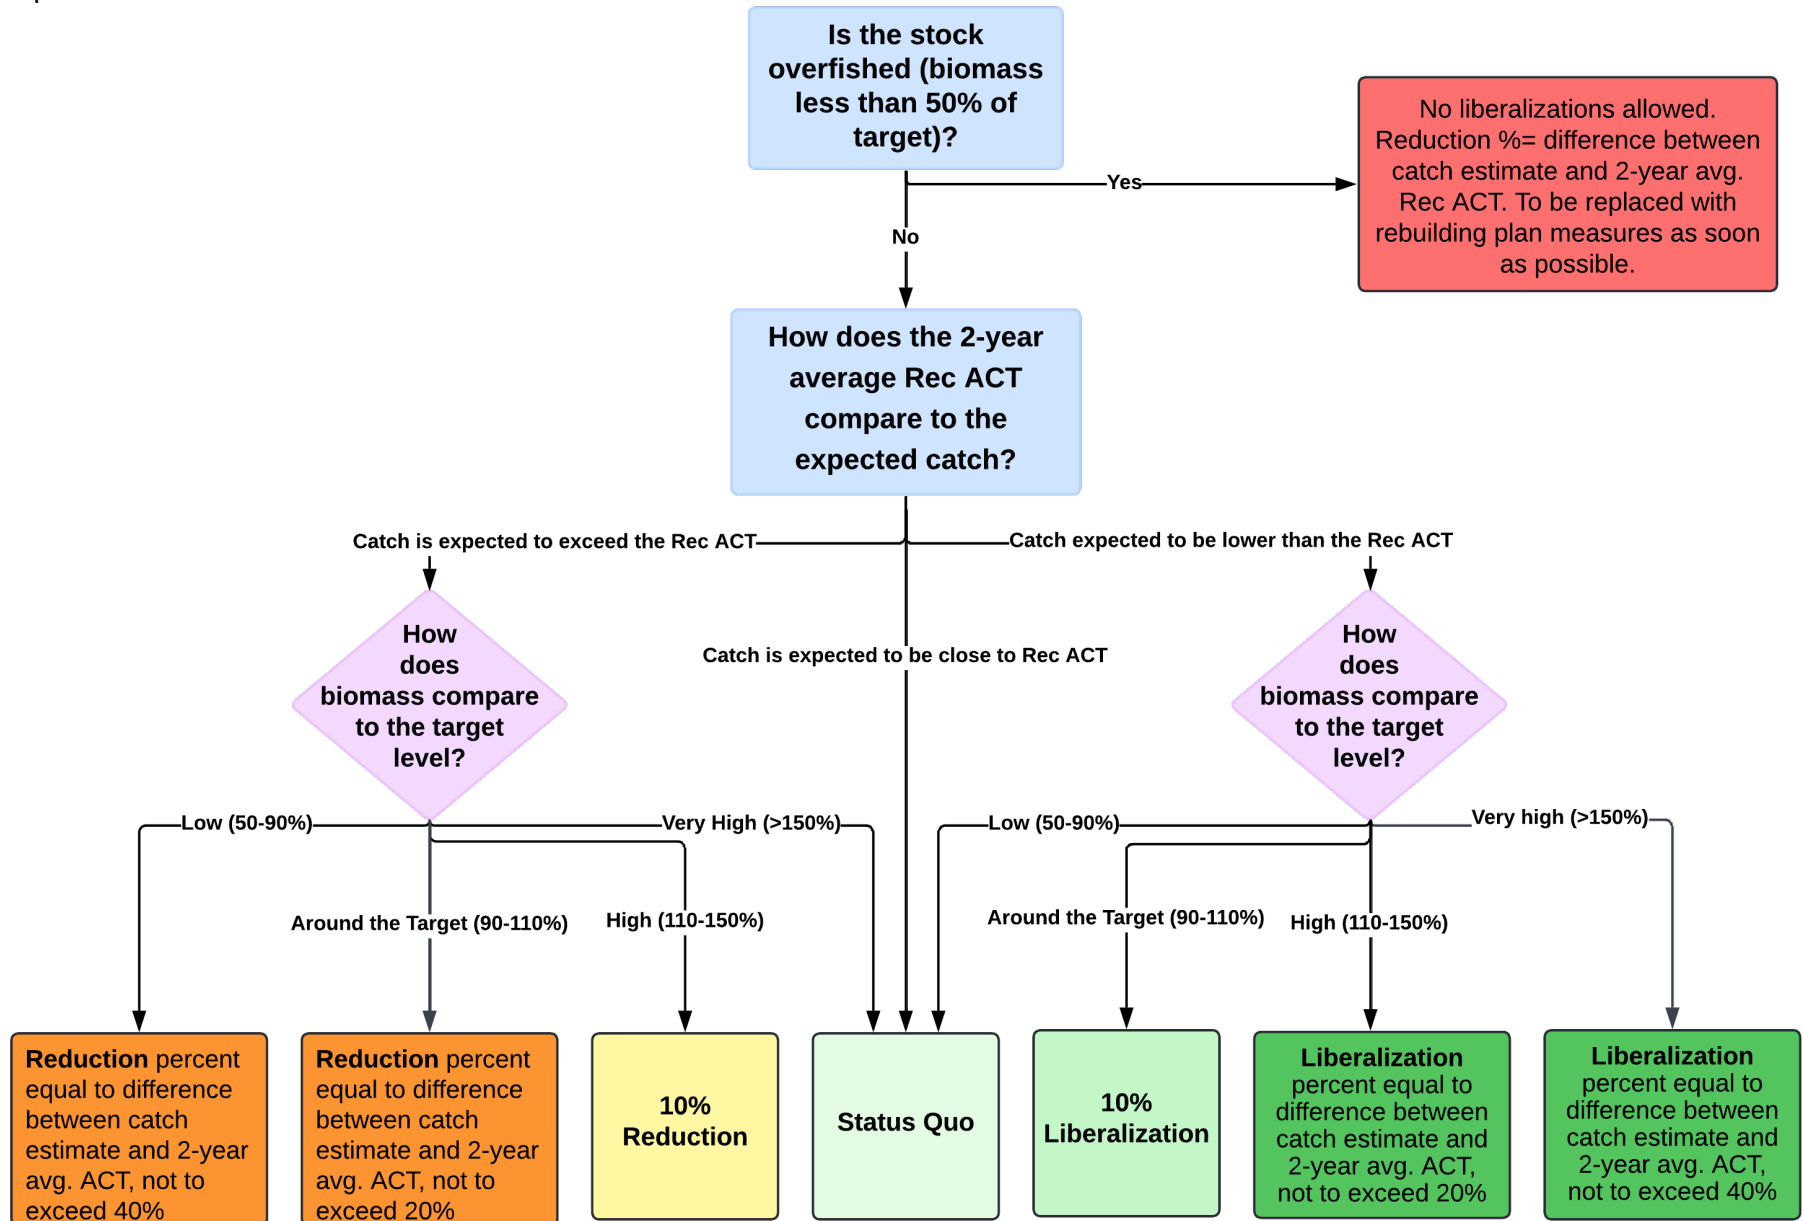 Is the stock
overfished (biomass
less than 50% of
target)?
No liberalizations allowed.
Reduction %= difference between
catch estimate and 2-year avg.
Rec ACT. To be replaced with
rebuilding plan measures as soon
as possible.
Yes
No
How does the 2-year
average Rec ACT
compare to the
expected catch?
Catch is expected to exceed the Rec ACT
Catch expected to be lower than the Rec ACT
Catch is expected to be close to Rec ACT
How
does
biomass compare
to the target
level?
How
does
biomass compare
to the target
level?
Low (50-90%)
Very High (>150%)
Low (50-90%)
Very high (>150%)
Around the Target (90-110%)
High (110-150%)
Around the Target (90-110%)
High (110-150%)
Reduction percent
equal to difference
between catch
estimate and 2-year
avg. ACT, not to
exceed 40%
Reduction percent
equal to difference
between catch
estimate and 2-year
avg. ACT, not to
exceed 20%
10%
Reduction
Status Quo
10%
Liberalization
Liberalization
percent equal to
difference between
catch estimate and
2-year avg. ACT,
not to exceed 20%
Liberalization
percent equal to
difference between
catch estimate and
2-year avg. ACT,
not to exceed 40%